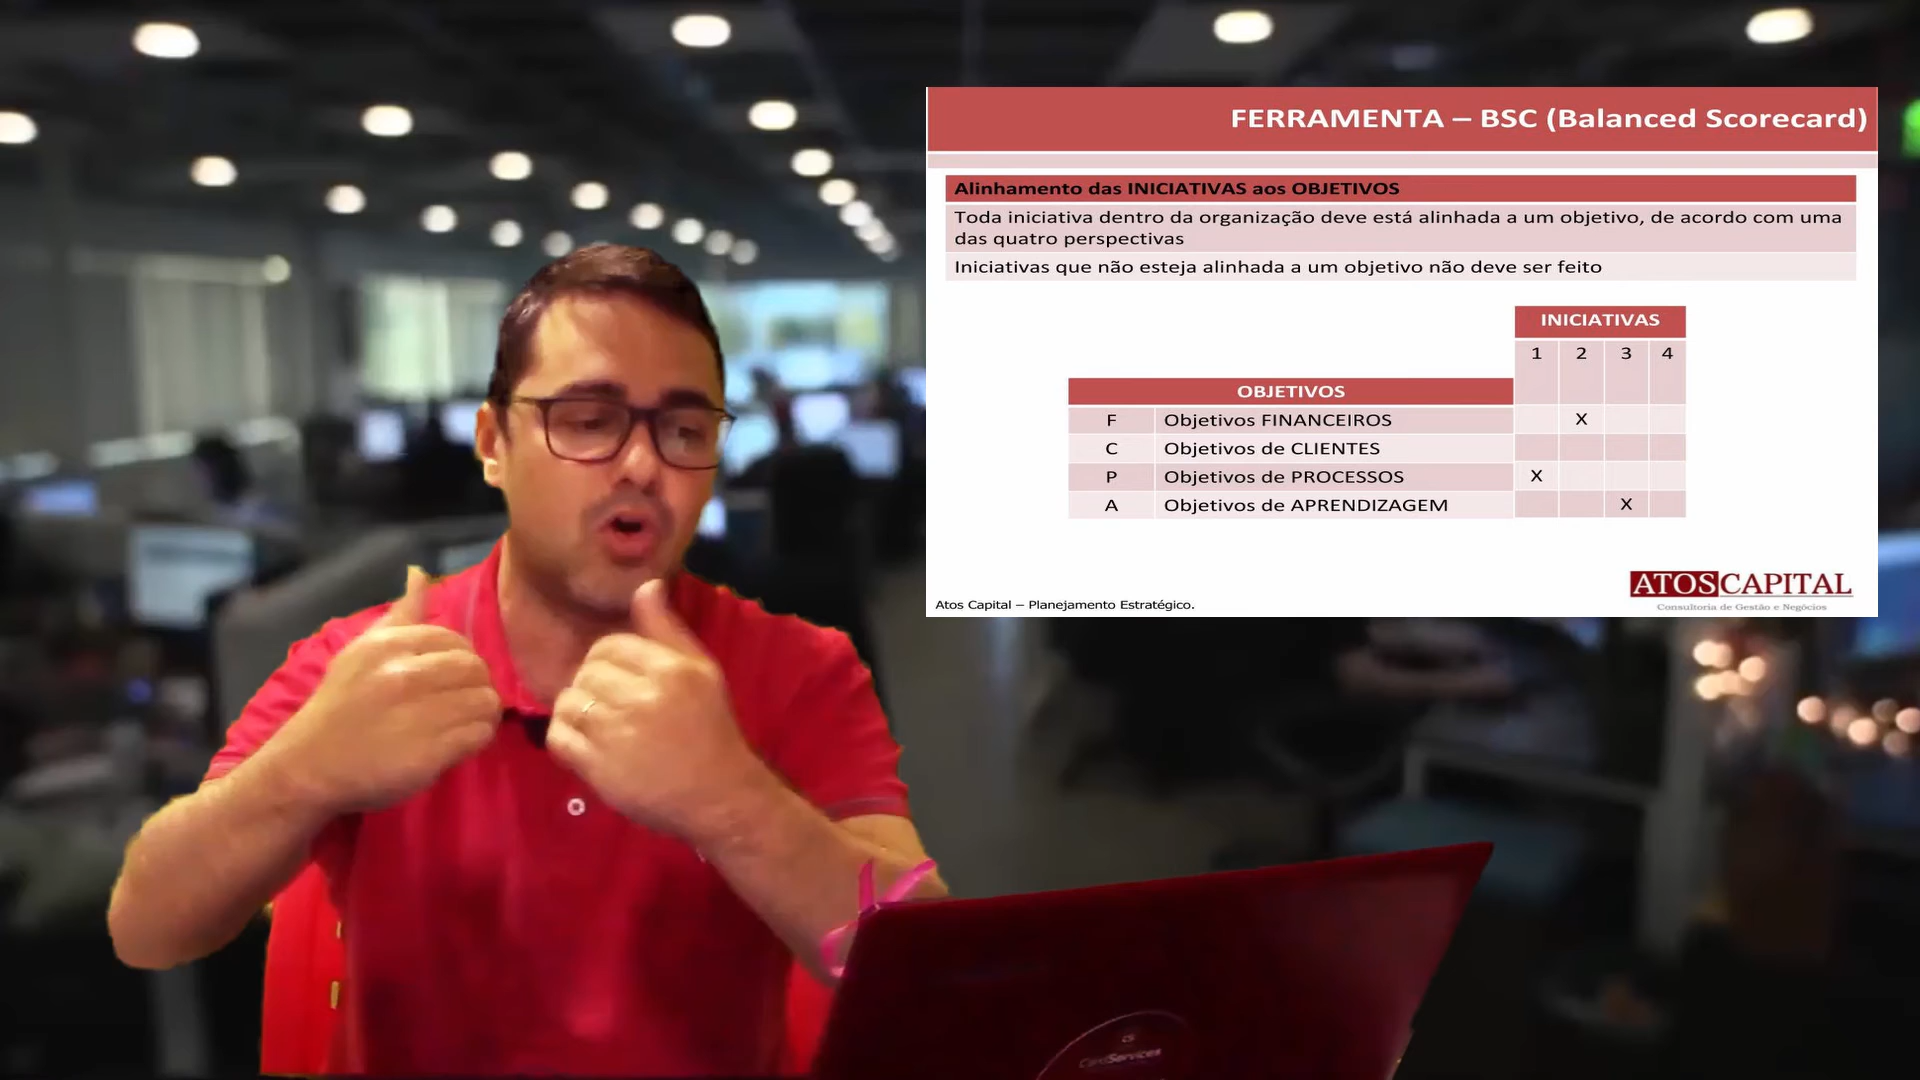 FERRAMENTA – BSC (Balanced Scorecard)
Alinhamento das INICIATIVAS aos OBJETIVOS
Toda iniciativa dentro da organização deve está alinhada a um objetivo, de acordo com uma
das quatro perspectivas
Iniciativas que não esteja alinhada a um objetivo não deve ser feito
INICIATIVAS
1 2 3 4
OBJETIVOS
F Objetivos FINANCEIROS X
C Objetivos de CLIENTES
P Objetivos de PROCESSOS X
A Objetivos de APRENDIZAGEM X
ATOSCAPITAL
Consultoria de Gestão e Negócios
Atos Capital – Planejamento Estratégico.
CS
CardServices